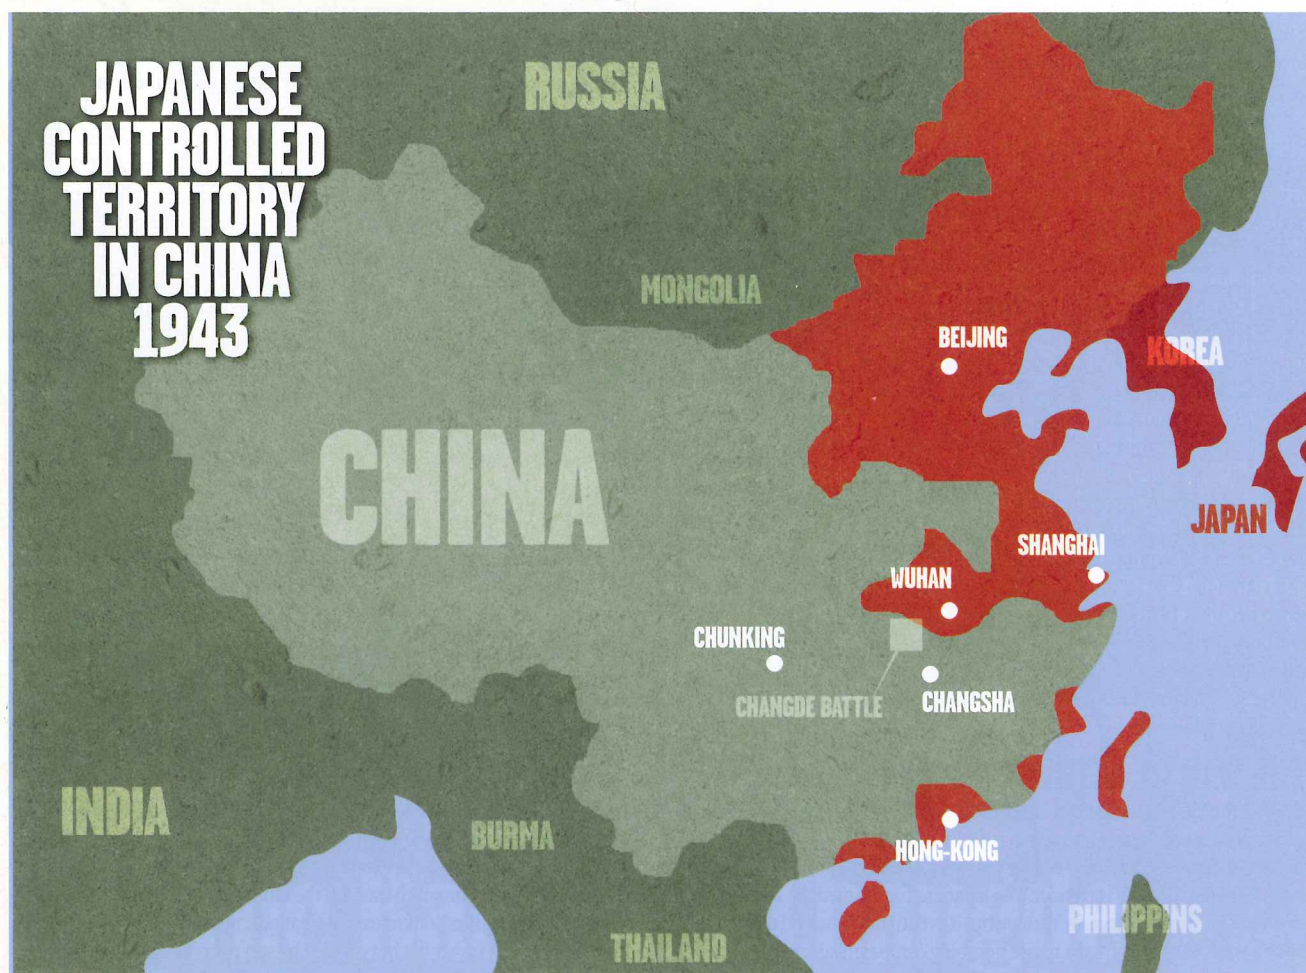 JAPANESE
CONTROLLED
TERRITORY
IN CHINA
1943
RUSSIA
MONGOLIA
BEIJING
KOREA
CHINA
JAPAN
SHANGHAI
WUHAN
CHUNKING
CHANGDE BATTLE
CHANGSHA
INDIA
BURMA
HONG-KONG
PHILIPPINS
THAILAND